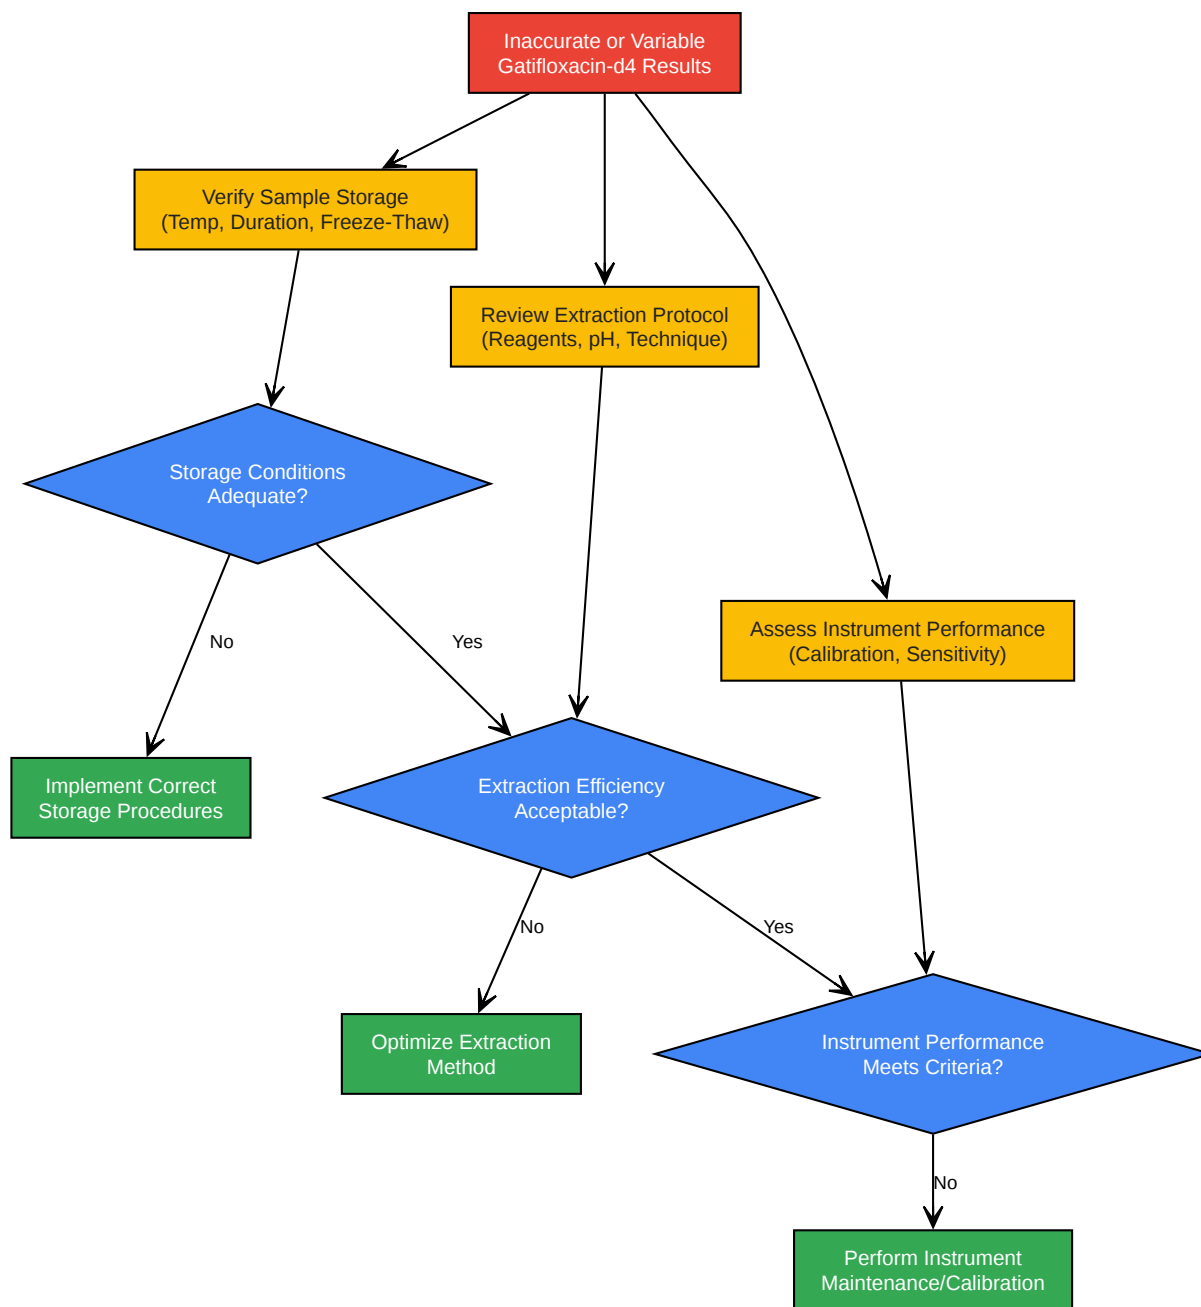 Inaccurate or Variable
Gatifloxacin-d4 Results
Verify Sample Storage
(Temp, Duration, Freeze-Thaw)
Review Extraction Protocol
(Reagents, pH, Technique)
Storage Conditions
Adequate?
No
Yes
Assess Instrument Performance
(Calibration, Sensitivity)
Implement Correct
Storage Procedures
Extraction Efficiency
Acceptable?
No
Yes
Optimize Extraction
Method
Instrument Performance
Meets Criteria?
No
Perform Instrument
Maintenance/Calibration